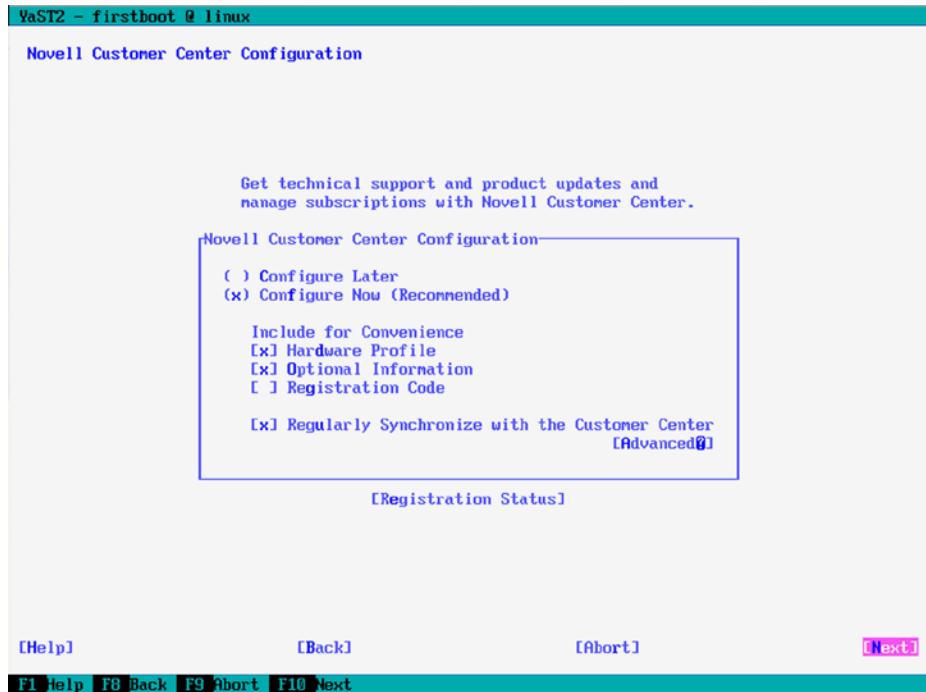 YaST2 - firstboot @ linux
Novell Customer Center Configuration
Get technical support and product updates and
manage subscriptions with Novell Customer Center.
Novell Customer Center Configuration
( ) Configure Later
(x) Configure Now (Recommended)
Include for Convenience
[x] Hardware Profile
[x] Optional Information
[ ] Registration Code
[x] Regularly Synchronize with the Customer Center
[Advanced?]
[Registration Status]
[Help] [Back] [Abort] [Next]
F1 Help F8 Back F9 Abort F10 Next